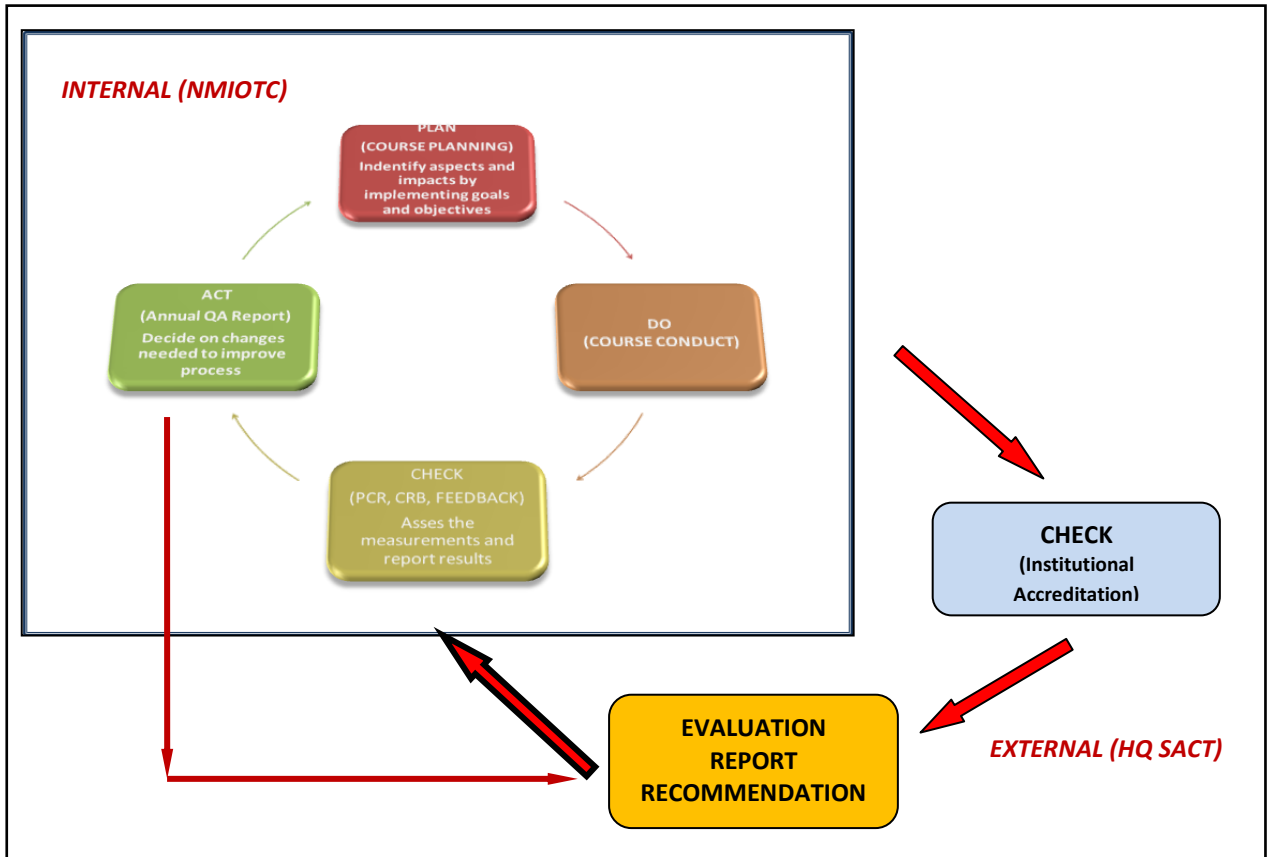 INTERNAL (NMIOTC)
PLAN
(COURSE PLANNING)
Indentify aspects and
impacts by
implementing goals
and objectives
ACT
(Annual QA Report)
Decide on changes
needed to improve
process
DO
(COURSE CONDUCT)
CHECK
(PCR, CRB, FEEDBACK)
Asses the
measurements and
report results
CHECK
(Institutional
Accreditation)
EVALUATION
REPORT
RECOMMENDATION
EXTERNAL (HQ SACT)